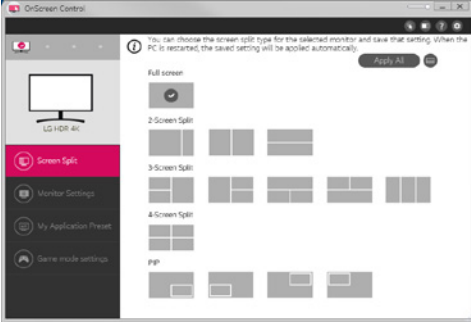 OnScreen Control
You can choose the screen split type for the selected monitor and save that setting. When the
PC is restarted, the saved setting will be applied automatically.
Apply All
Full screen
LG HDR 4K
2-Screen Split
Screen Split
3-Screen Split
Monitor Settings
My Application Preset
4-Screen Split
Game mode settings
PIP